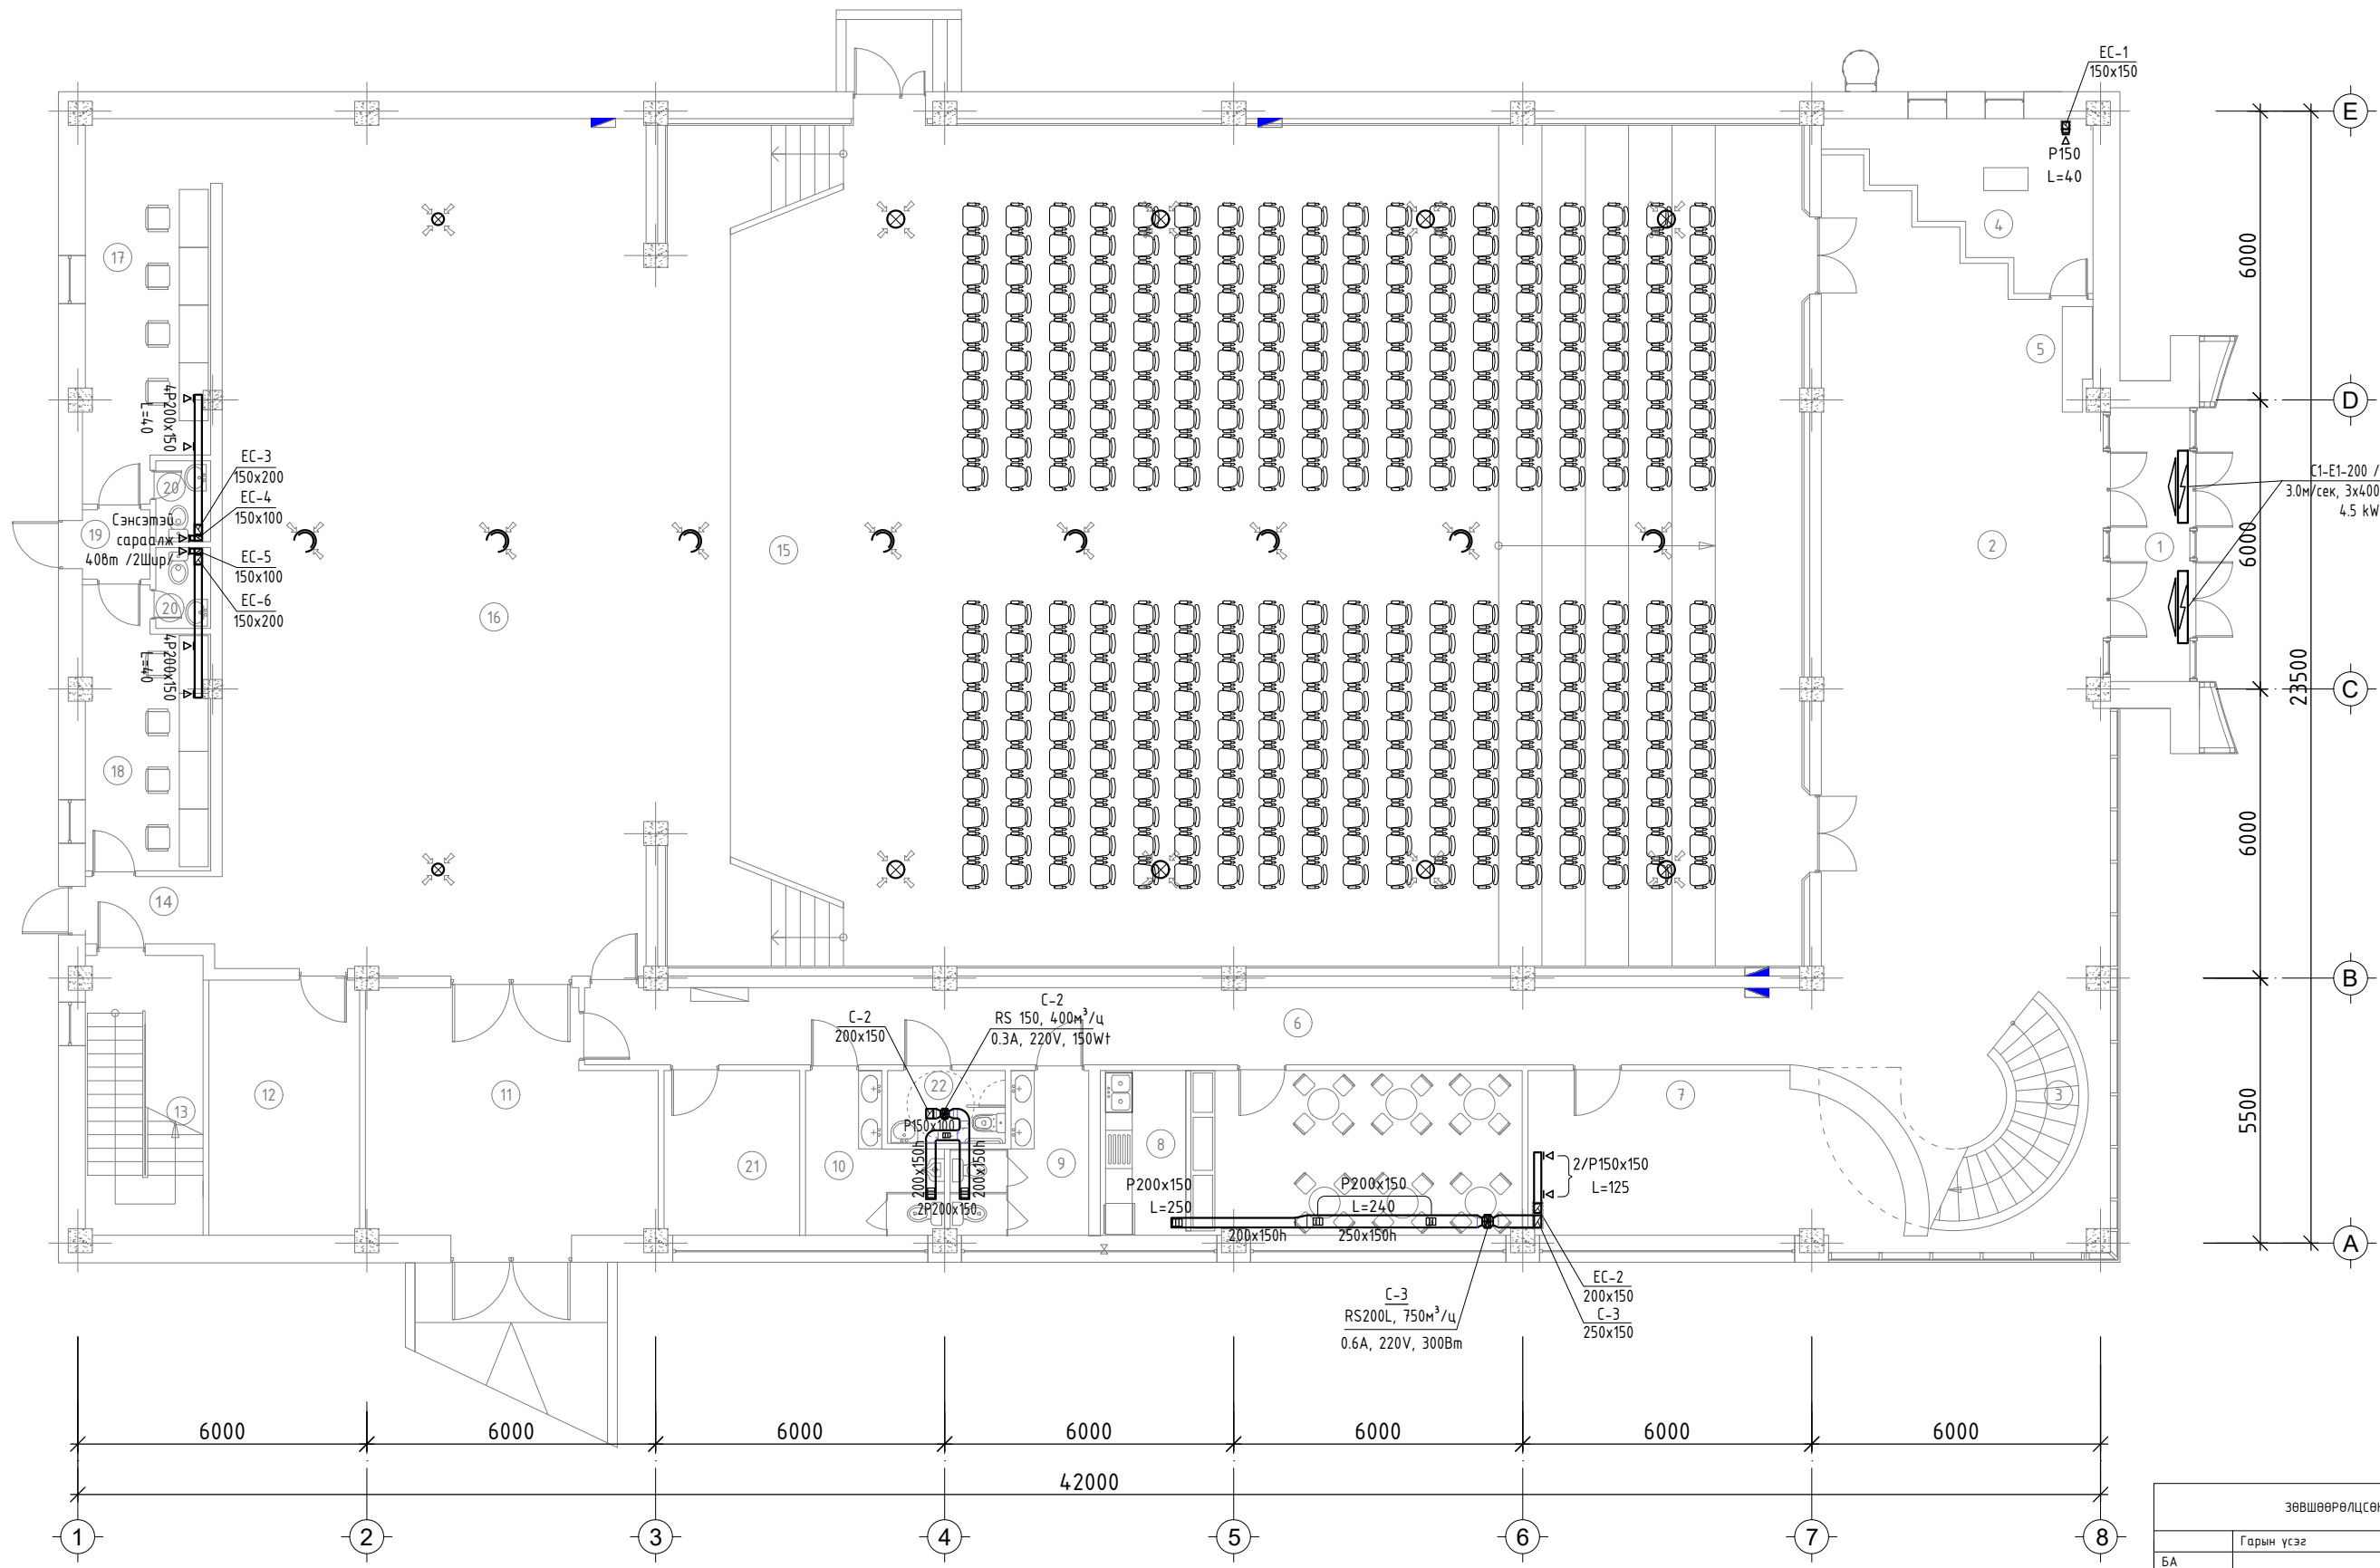 EC-1
150x150
E
P150
L=40
4
6000
17
5
D
4P200x150
L=40
EC-3
150x200
20
EC-4
150x100
Сэнсэтэй
19
сараалж
40вт /2Шир/
EC-5
150x100
20
EC-6
150x200
15
16
2
1
C1-E1-200 /
3.0м/сек, 3x400
4.5 kW
6000
4P200x150
L=40
23500
C
18
6000
14
B
C-2
200x150
C-2
RS 150, 400м³/ц
0.3A, 220V, 150Wt
6
13
12
11
22
7
3
P150x100
21
10
200x150h
200x150h
9
8
2P200x150
P200x150
L=250
P200x150
L=240
2/P150x150
L=125
200x150h
250x150h
5500
A
EC-2
200x150
C-3
250x150
C-3
RS200L, 750м³/ц
0.6A, 220V, 300Вт
6000
6000
6000
6000
6000
6000
6000
42000
1
2
3
4
5
6
7
8
ЗӨВШӨӨРӨЛЦСӨН
Гарын үсэг
БА